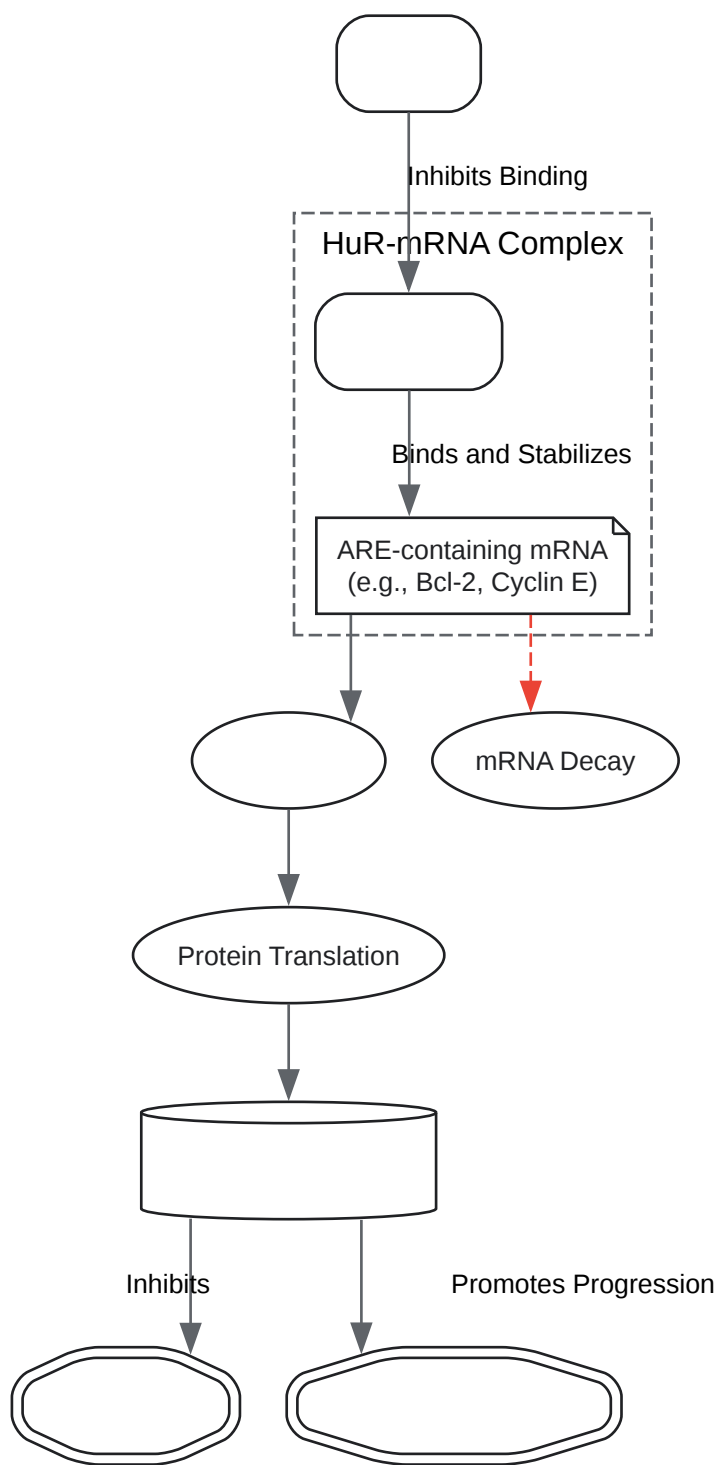 Inhibits Binding
HuR-mRNA Complex
Binds and Stabilizes
ARE-containing mRNA
(e.g., Bcl-2, Cyclin E)
mRNA Decay
Protein Translation
Inhibits
Promotes Progression